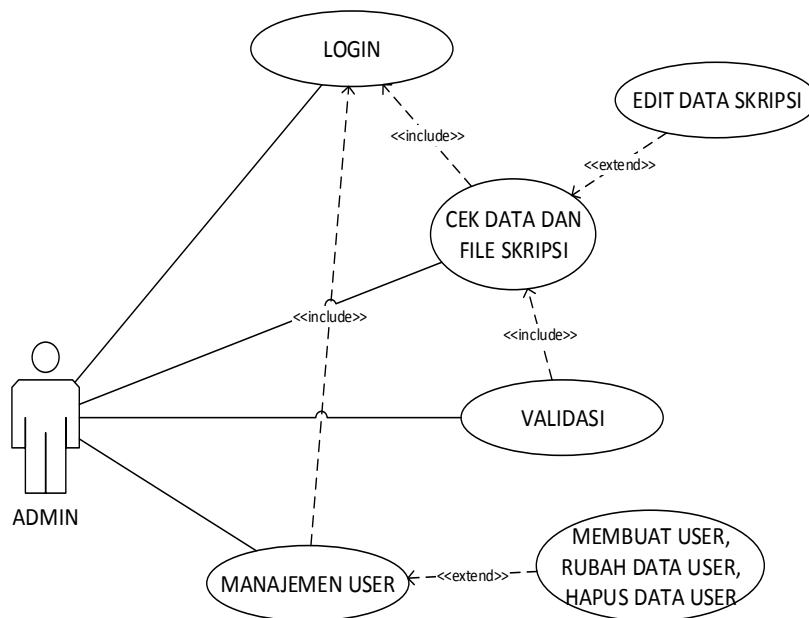 LOGIN
EDIT DATA SKRIPSI
<<include>>
<<extend>>
CEK DATA DAN
FILE SKRIPSI
<<include>>
<<include>>
VALIDASI
ADMIN
MANAJEMEN USER
<<extend>>
MEMBUAT USER,
RUBAH DATA USER,
HAPUS DATA USER